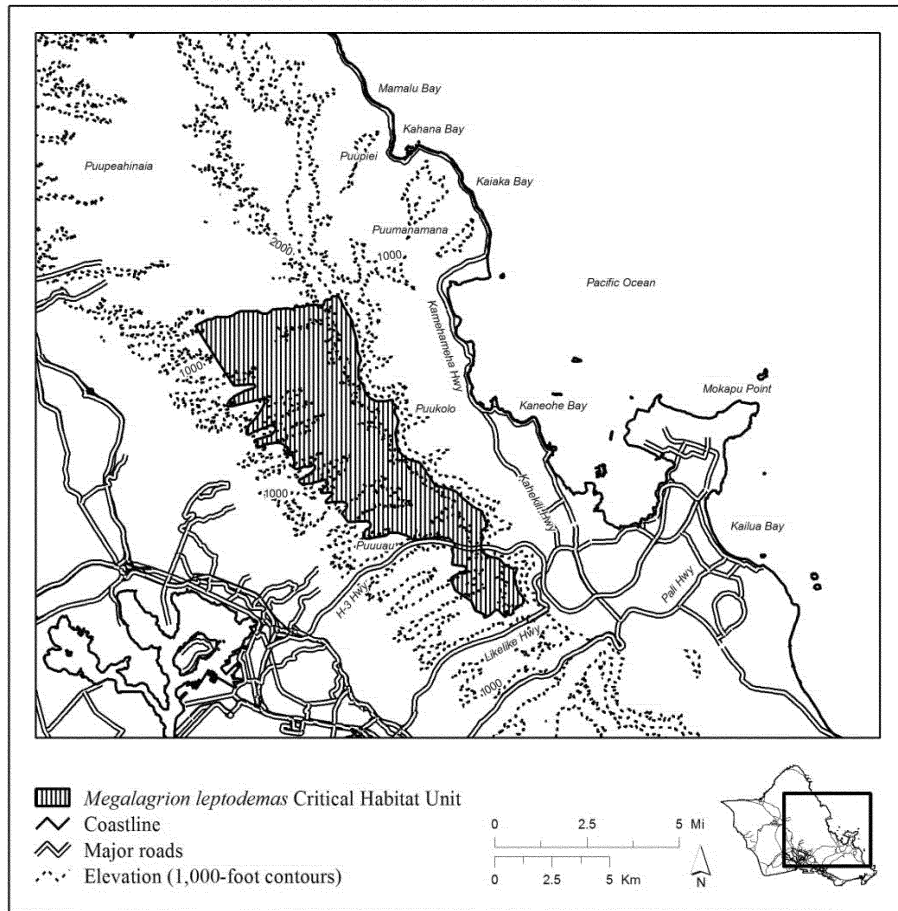 Mamalu Bay
Kahana Bay
Puupiei
Puupeahinaia
Kaiaka Bay
Puumanamana
2000
1000
Pacific Ocean
Kamehameha Hwy
1000
Mokapu Point
Puukolo
Kaneohe Bay
1000
Kahekili Hwy
Kailua Bay
Puuuau
H-3 Hwy
Pali Hwy
Likelike Hwy
1000
Megalagrion leptodemas Critical Habitat Unit
Coastline
Major roads
Elevation (1,000-foot contours)
0 2.5 5 Mi
0 2.5 5 Km
N